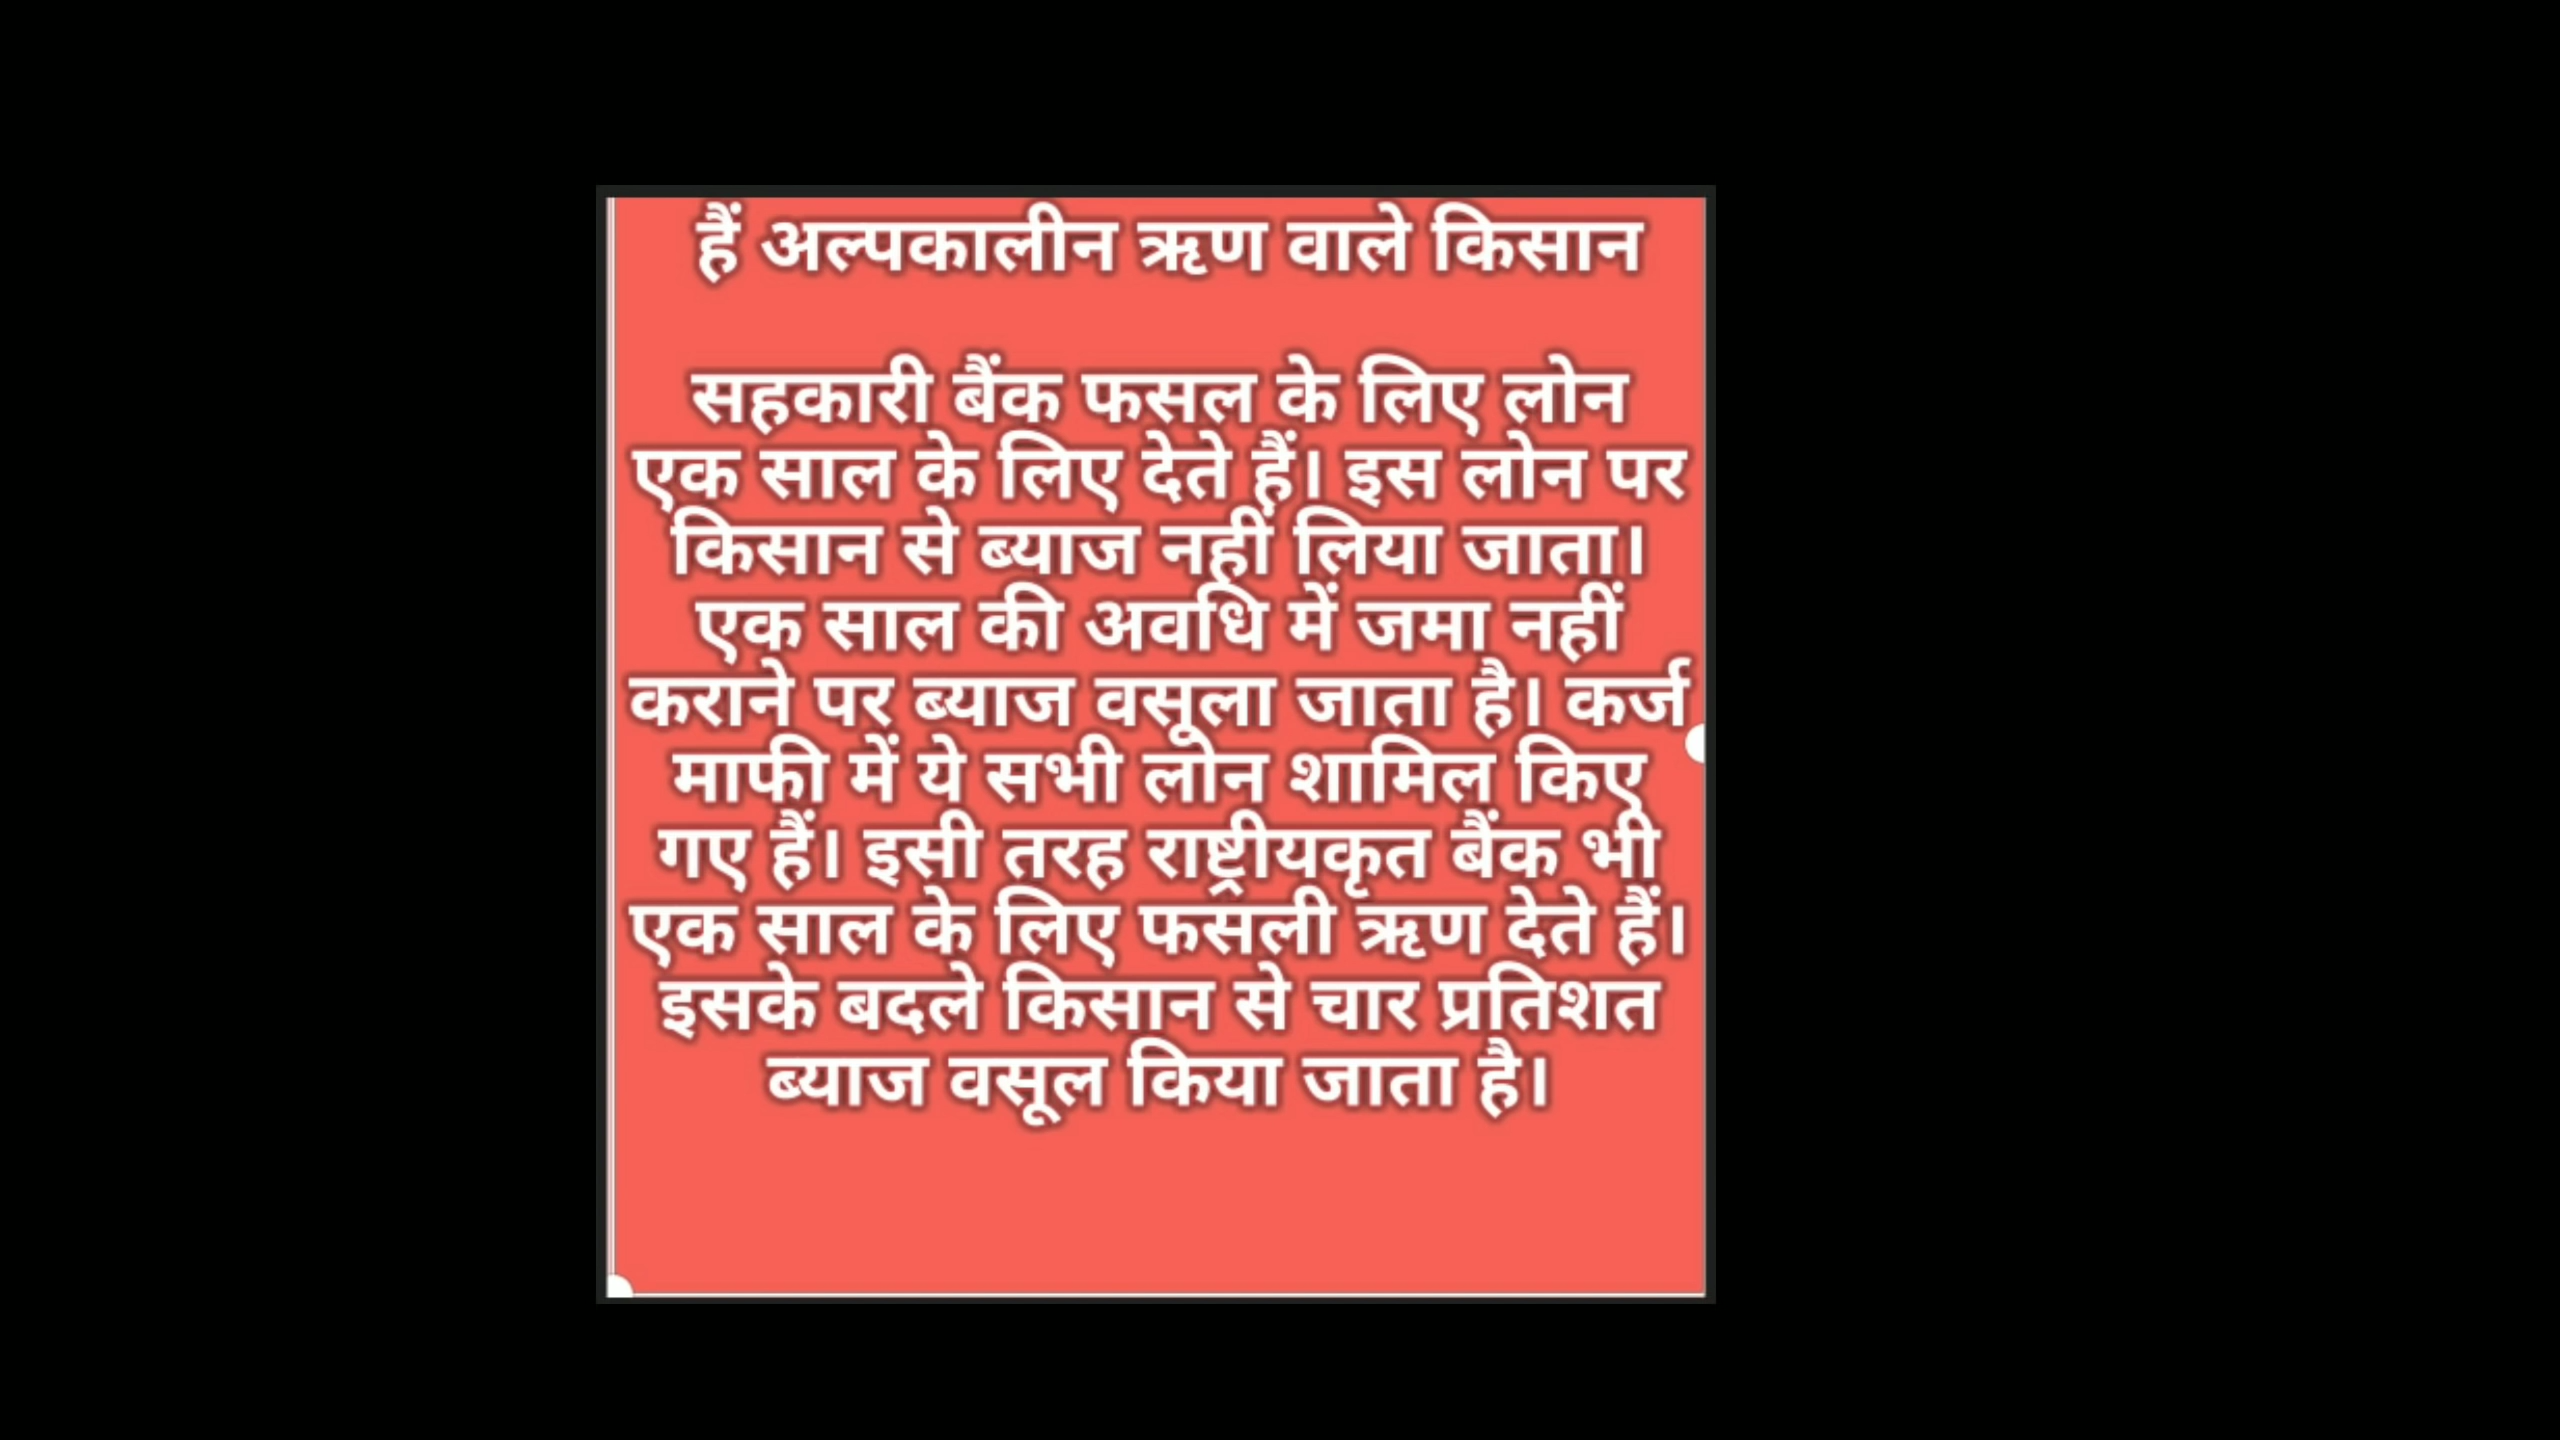 हैं अल्पकालीन ऋण वाले किसान
सहकारी बैंक फसल के लिए लोन
एक साल के लिए देते हैं। इस लोन पर
किसान से ब्याज नहीं लिया जाता।
एक साल की अवधि में जमा नहीं
कराने पर ब्याज वसूला जाता है। कर्ज
माफी में ये सभी लोन शामिल किए
गए हैं। इसी तरह राष्ट्रीयकृत बैंक भी
एक साल के लिए फसली ऋण देते हैं।
इसके बदले किसान से चार प्रतिशत
ब्याज वसूल किया जाता है।